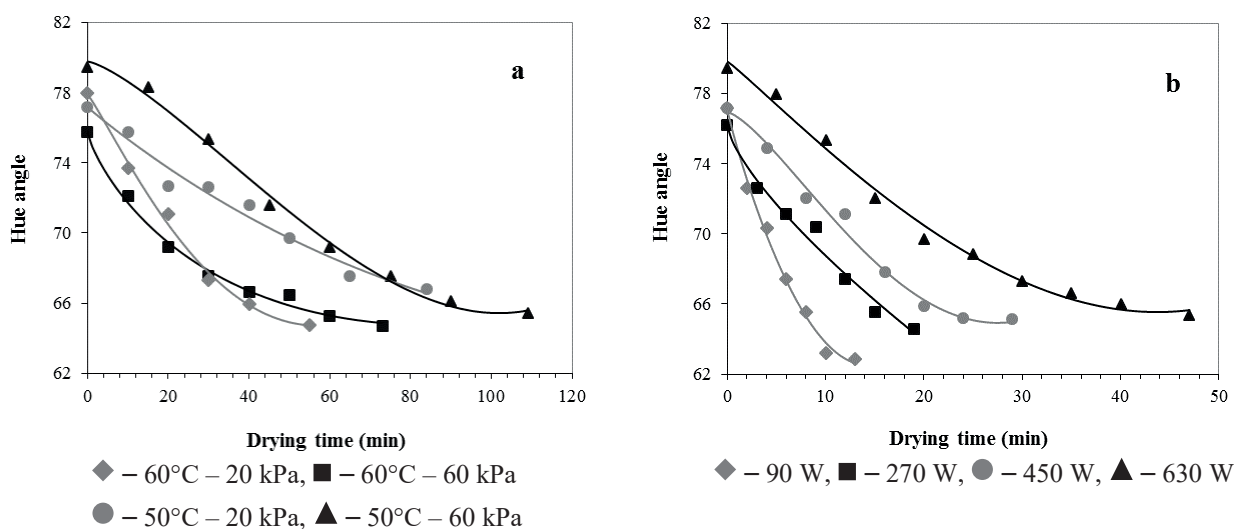 82
78
74
70
66
62
Hue angle
a
0 20 40 60 80 100 120
Drying time (min)
– 60°C – 20 kPa, – 60°C – 60 kPa
– 50°C – 20 kPa, – 50°C – 60 kPa
82
78
74
70
66
62
Hue angle
b
0 10 20 30 40 50
Drying time (min)
– 90 W, – 270 W, – 450 W, – 630 W